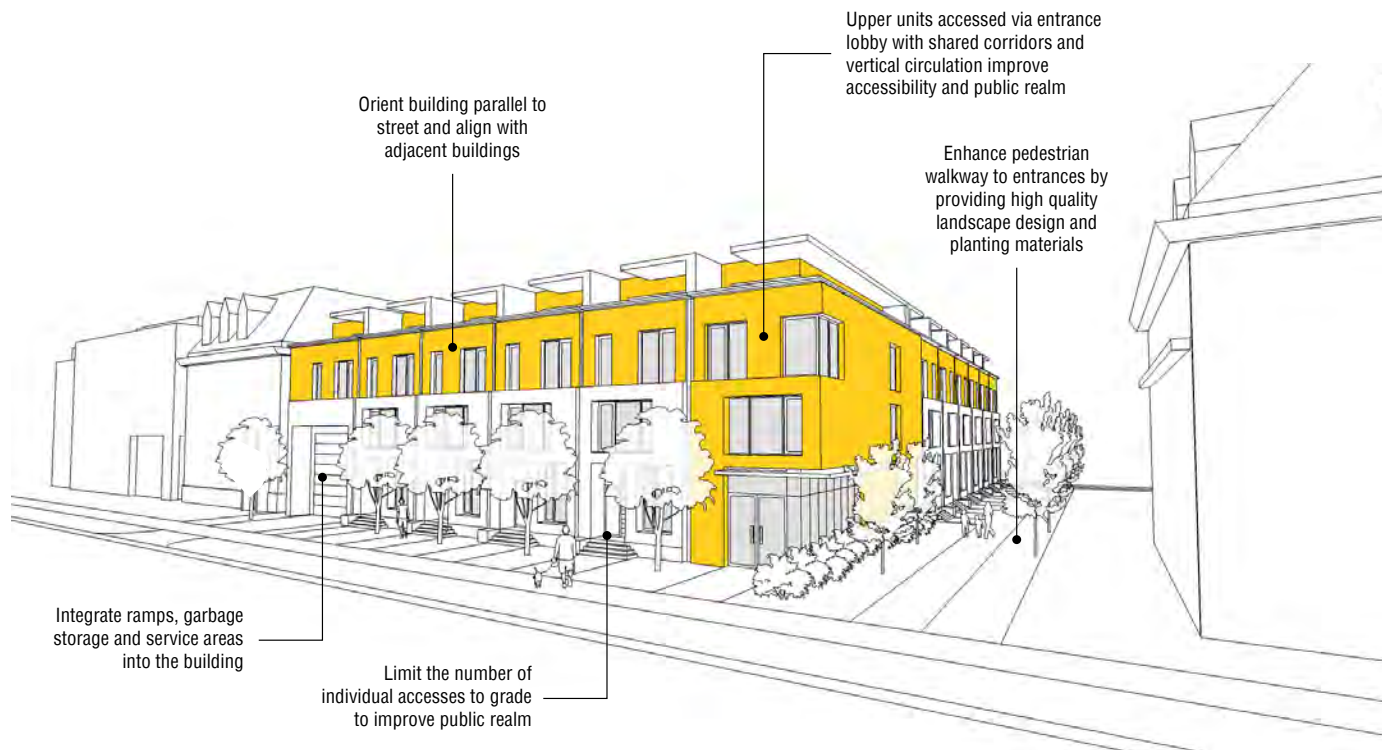 Upper units accessed via entrance
lobby with shared corridors and
vertical circulation improve
accessibility and public realm
Orient building parallel to
street and align with
adjacent buildings
Enhance pedestrian
walkway to entrances by
providing high quality
landscape design and
planting materials
Integrate ramps, garbage
storage and service areas
into the building
Limit the number of
individual accesses to grade
to improve public realm